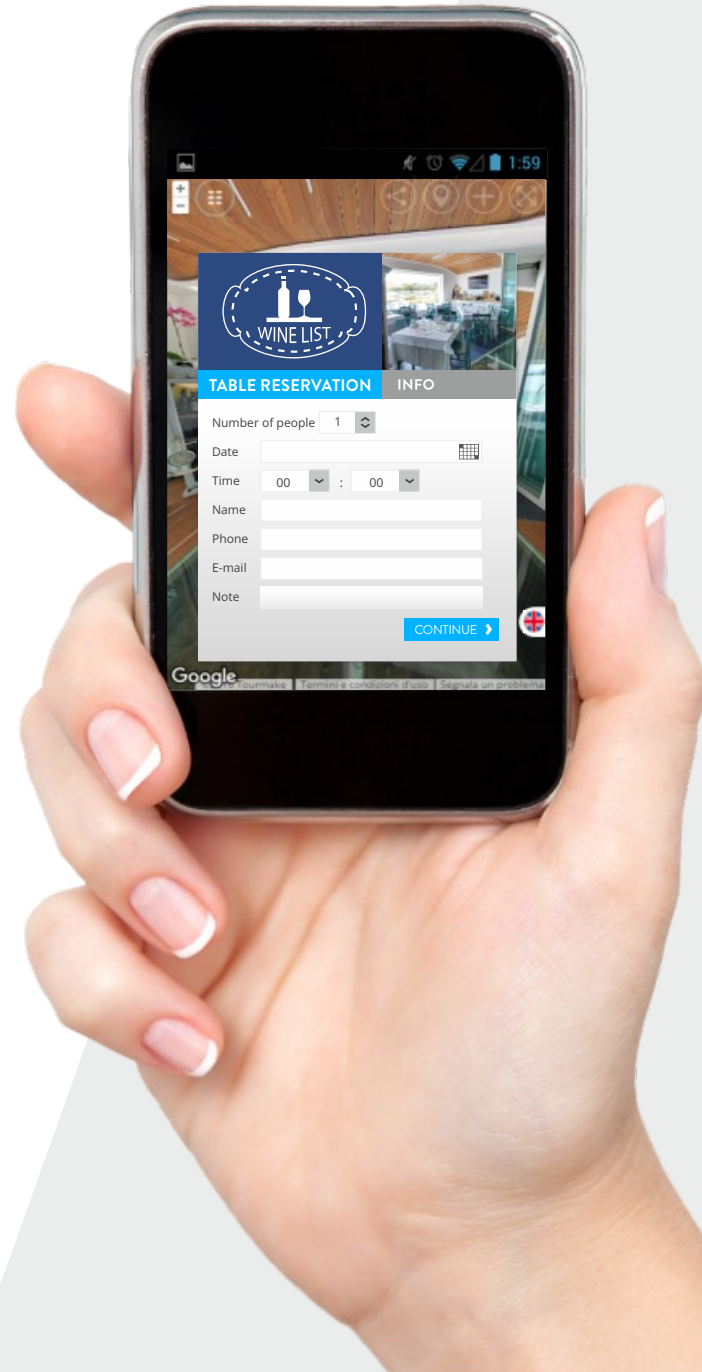 1:59
+
-
WINE LIST
TABLE RESERVATION
INFO
Number of people 1
Date
Time 00 : 00
Name
Phone
E-mail
Note
CONTINUE
Google
Tourmake
Termini e condizioni d'uso
Segnala un problema